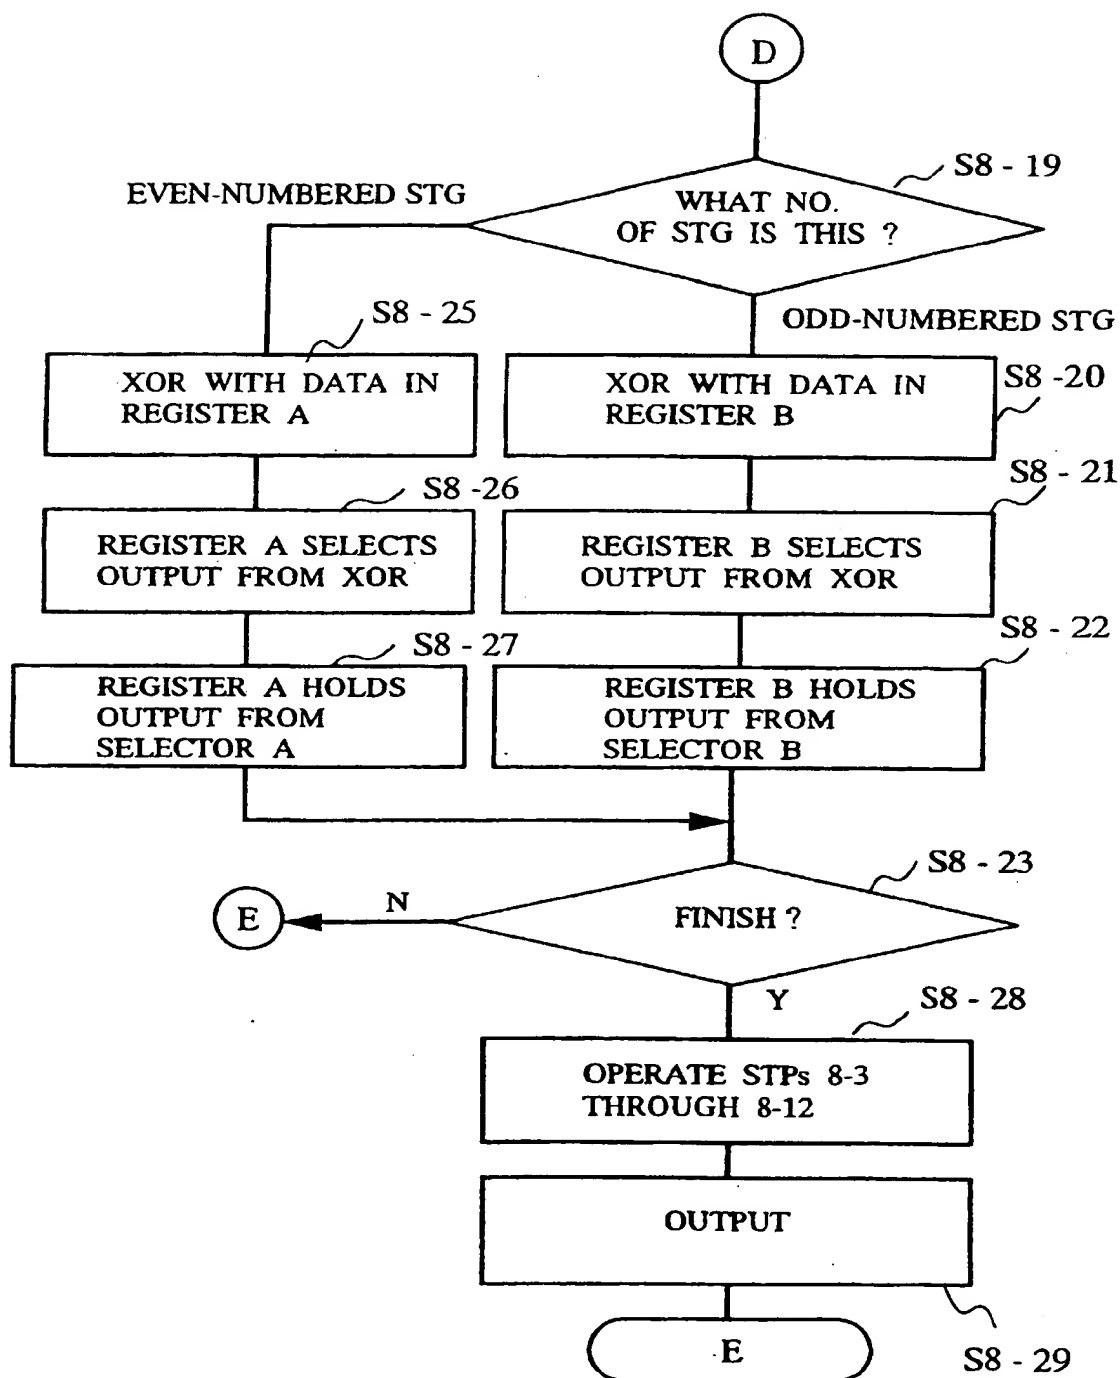 D
S8 - 19
EVEN-NUMBERED STG
WHAT NO.
OF STG IS THIS ?
S8 - 25
ODD-NUMBERED STG
XOR WITH DATA IN
REGISTER A
XOR WITH DATA IN
REGISTER B
S8 -20
S8 -26
S8 - 21
REGISTER A SELECTS
OUTPUT FROM XOR
REGISTER B SELECTS
OUTPUT FROM XOR
S8 - 27
S8 - 22
REGISTER A HOLDS
OUTPUT FROM
SELECTOR A
REGISTER B HOLDS
OUTPUT FROM
SELECTOR B
S8 - 23
E
N
FINISH ?
Y
S8 - 28
OPERATE STPs 8-3
THROUGH 8-12
OUTPUT
E
S8 - 29